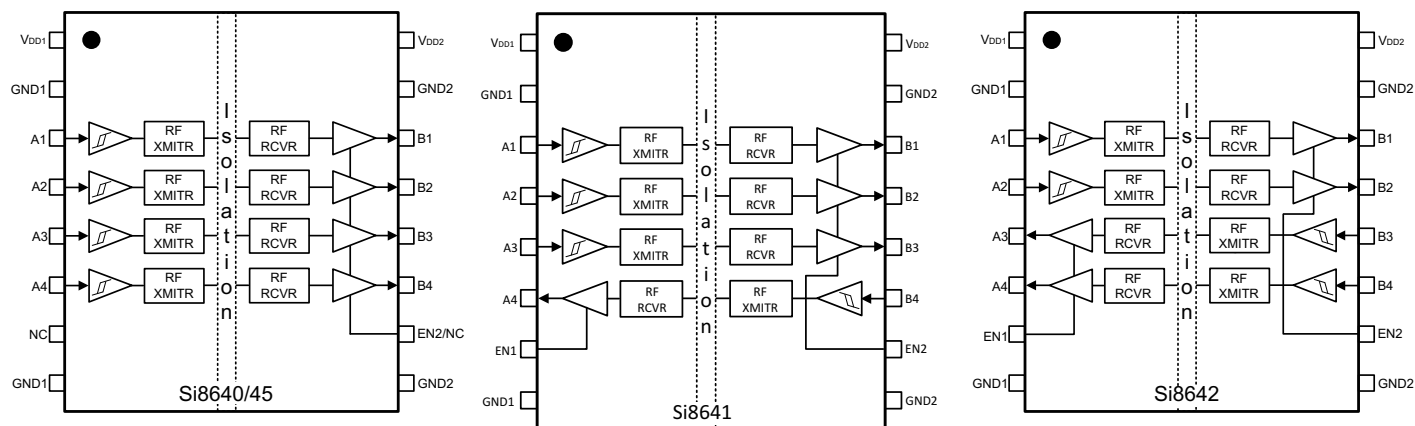 VDD1
VDD2
GND1
GND2
A1
RF
XMITR
RF
RCVR
B1
A2
RF
XMITR
RF
RCVR
B2
A3
RF
XMITR
RF
RCVR
B3
A4
RF
XMITR
RF
RCVR
B4
NC
EN2/NC
GND1
GND2
Isolation
Si8640/45
VDD1
VDD2
GND1
GND2
A1
RF
XMITR
RF
RCVR
B1
A2
RF
XMITR
RF
RCVR
B2
A3
RF
XMITR
RF
RCVR
B3
A4
RF
RCVR
RF
XMITR
B4
EN1
EN2
GND1
GND2
Isolation
Si8641
VDD1
VDD2
GND1
GND2
A1
RF
XMITR
RF
RCVR
B1
A2
RF
XMITR
RF
RCVR
B2
A3
RF
RCVR
RF
XMITR
B3
A4
RF
RCVR
RF
XMITR
B4
EN1
EN2
GND1
GND2
Isolation
Si8642